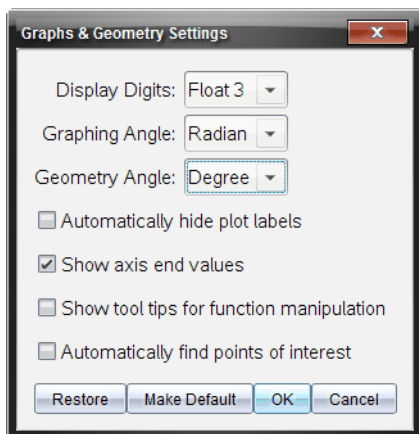 Graphs & Geometry Settings
Display Digits: Float 3
Graphing Angle: Radian
Geometry Angle: Degree
Automatically hide plot labels
Show axis end values
Show tool tips for function manipulation
Automatically find points of interest
Restore Make Default OK Cancel